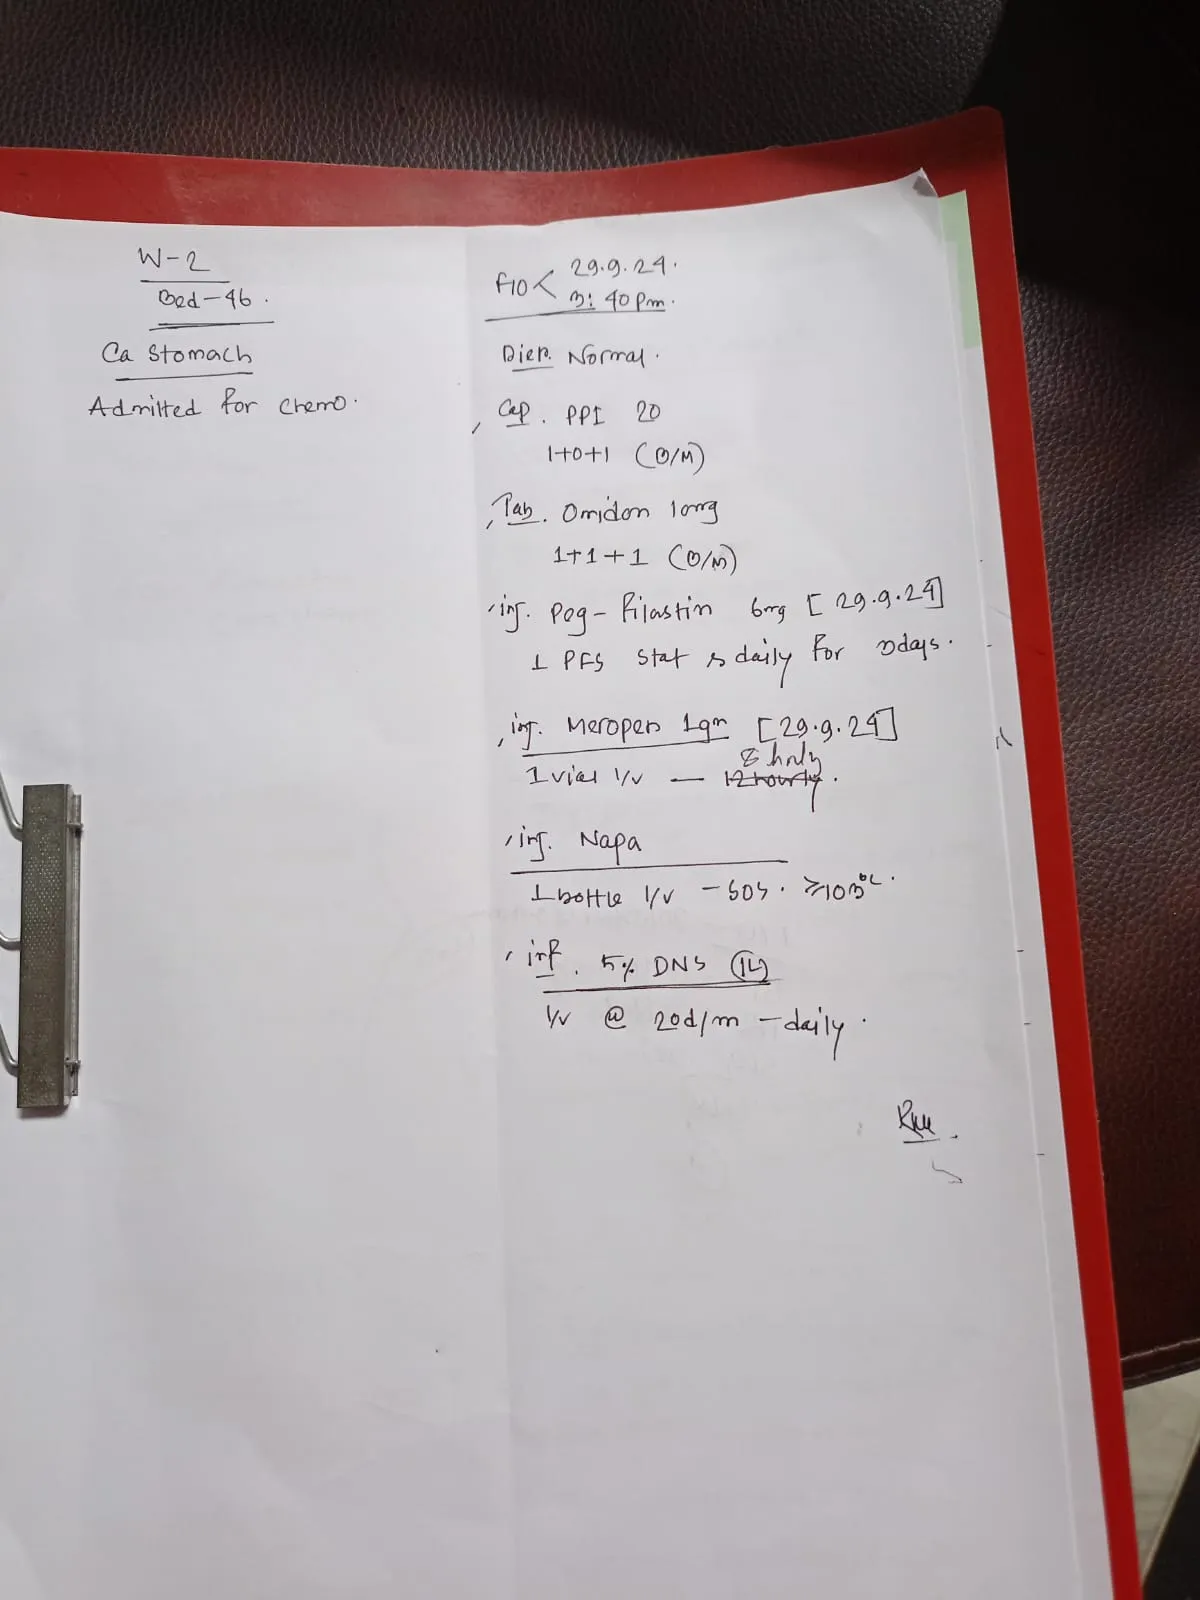 W-2
Bed-46.
Ca Stomach
Admitted for chemo.
F/O < 29.9.24.
3:40 Pm.
Diet. Normal.
Cap. PPI 20
1+0+1 (O/M)
Tab. Omidon 10mg
1+1+1 (O/M)
inj. Peg-Filastin 6mg [29.9.24]
1 PFS Stat & daily for 3days.
inj. Meropen 1gm [29.9.24]
8 hrly
1 vial I/V — 12 hourly.
inj. Napa
1 bottle I/V - SOS. ≥103°C.
inf. 5% DNS (1L)
I/V @ 20d/m - daily.